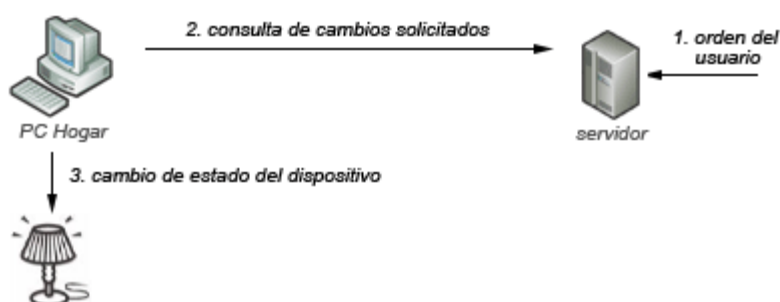 2. consulta de cambios solicitados
1. orden del
usuario
PC Hogar
servidor
3. cambio de estado del dispositivo